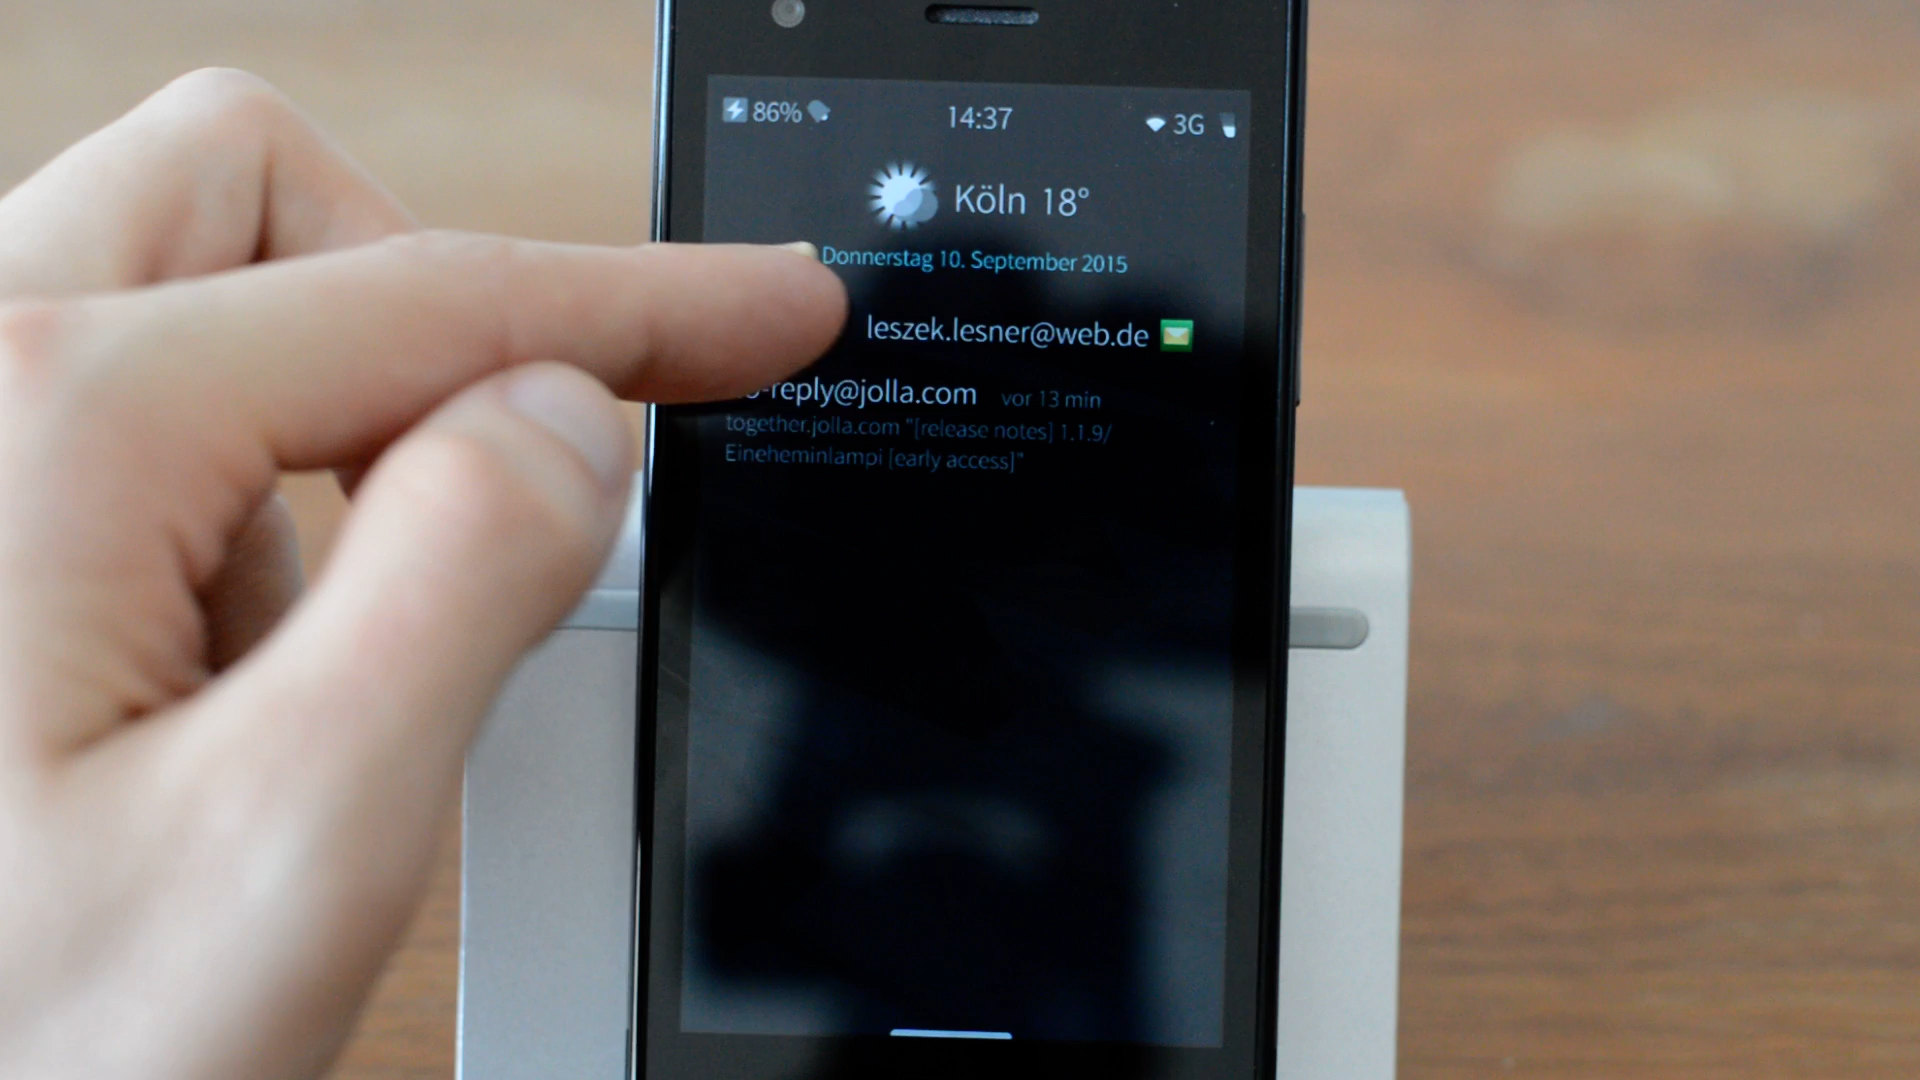 86% 14:37 3G
Köln 18°
Donnerstag 10. September 2015
leszek.lesner@web.de
-reply@jolla.com vor 13 min
together.jolla.com "[release notes] 1.1.9/
Eineheminlampi [early access]"